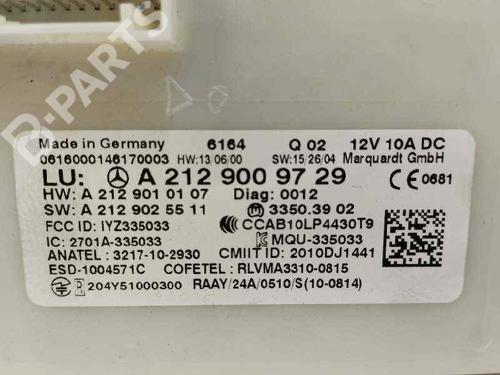 B-PARTS
Made in Germany 6164 Q 02 12V 10A DC
0616000146170003 HW:13/06/00 SW:15/26/04 Marquardt GmbH
LU: A 212 900 97 29 CE 0681
HW: A 212 901 01 07 Diag: 0012
SW: A 212 902 55 11 33503902
FCC ID: IYZ335033 CCAB10LP4430T9
IC: 2701A-335033 MQU-335033
ANATEL: 3217-10-2930 CMIIT ID: 2010DJ1441
ESD-1004571C COFETEL: RLVMA3310-0815
204Y51000300 RAAY/24A/0510/S(10-0814)